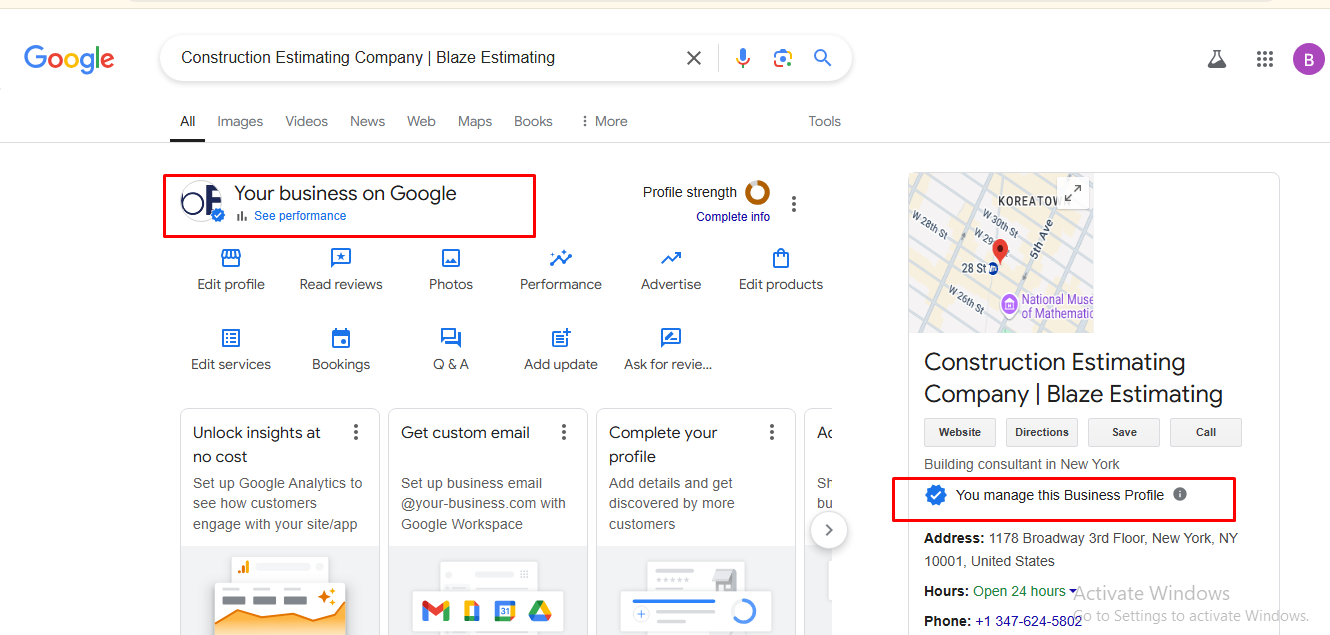 Google
Construction Estimating Company | Blaze Estimating
B
All
Images
Videos
News
Web
Maps
Books
More
Tools
Your business on Google
See performance
Profile strength
Complete info
Edit profile
Read reviews
Photos
Performance
Advertise
Edit products
Edit services
Bookings
Q & A
Add update
Ask for revie...
Unlock insights at
no cost
Set up Google Analytics to
see how customers
engage with your site/app
Get custom email
Set up business email
@your-business.com with
Google Workspace
31
Complete your
profile
Add details and get
discovered by more
customers
KOREATOW
W 28th St
W 30th St
W 29
5th Ave
28 St
W 26th St
National Muse
of Mathematic
Construction Estimating
Company | Blaze Estimating
Website
Directions
Save
Call
Building consultant in New York
You manage this Business Profile
Address: 1178 Broadway 3rd Floor, New York, NY
10001, United States
Hours: Open 24 hours
Phone: +1 347-624-5802
Activate Windows
Go to Settings to activate Windows.